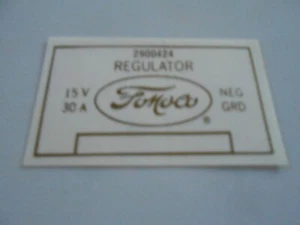 2900424
REGULATOR
15 V FoMoCo NEG
30 A ® GRD